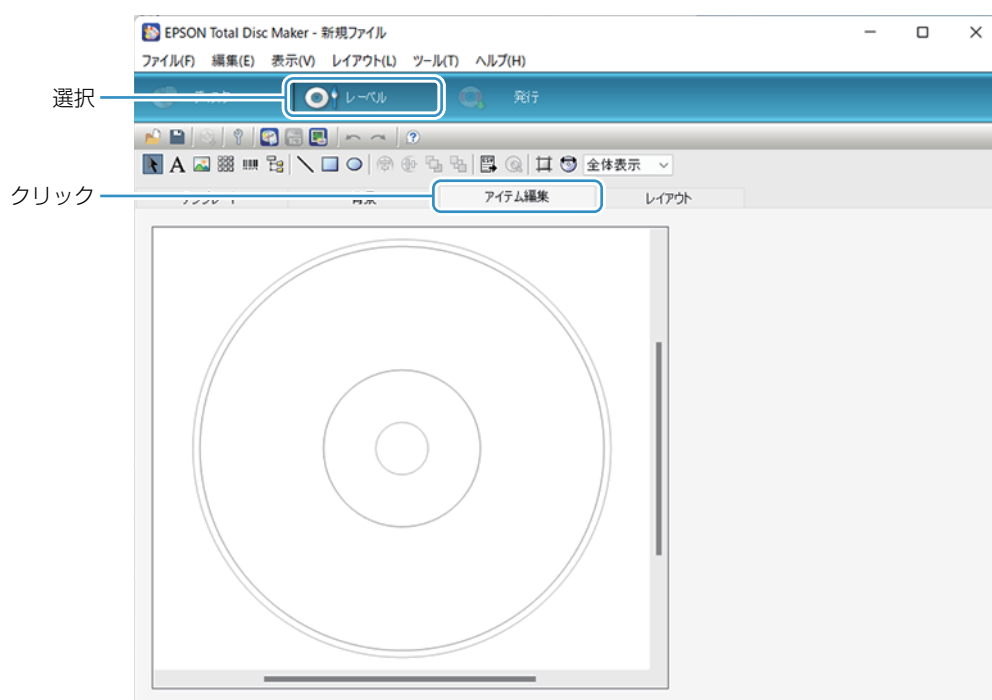 EPSON Total Disc Maker - 新規ファイル
ファイル(F) 編集(E) 表示(V) レイアウト(L) ツール(T) ヘルプ(H)
選択
レーベル
発行
A
全体表示
クリック
アイテム編集
レイアウト